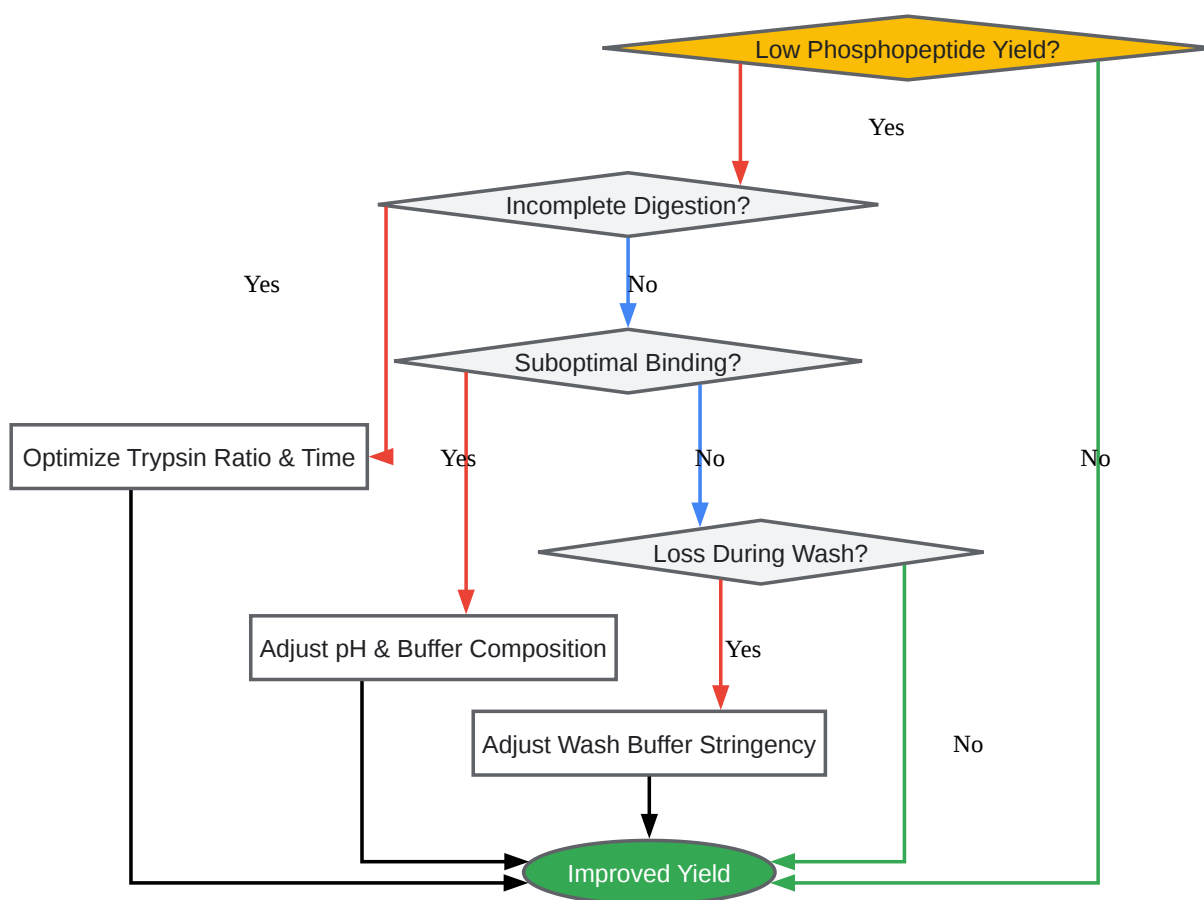 Low Phosphopeptide Yield?
Yes
Incomplete Digestion?
Yes
No
Suboptimal Binding?
Optimize Trypsin Ratio & Time
Yes
No
No
Loss During Wash?
Adjust pH & Buffer Composition
Yes
Adjust Wash Buffer Stringency
No
Improved Yield